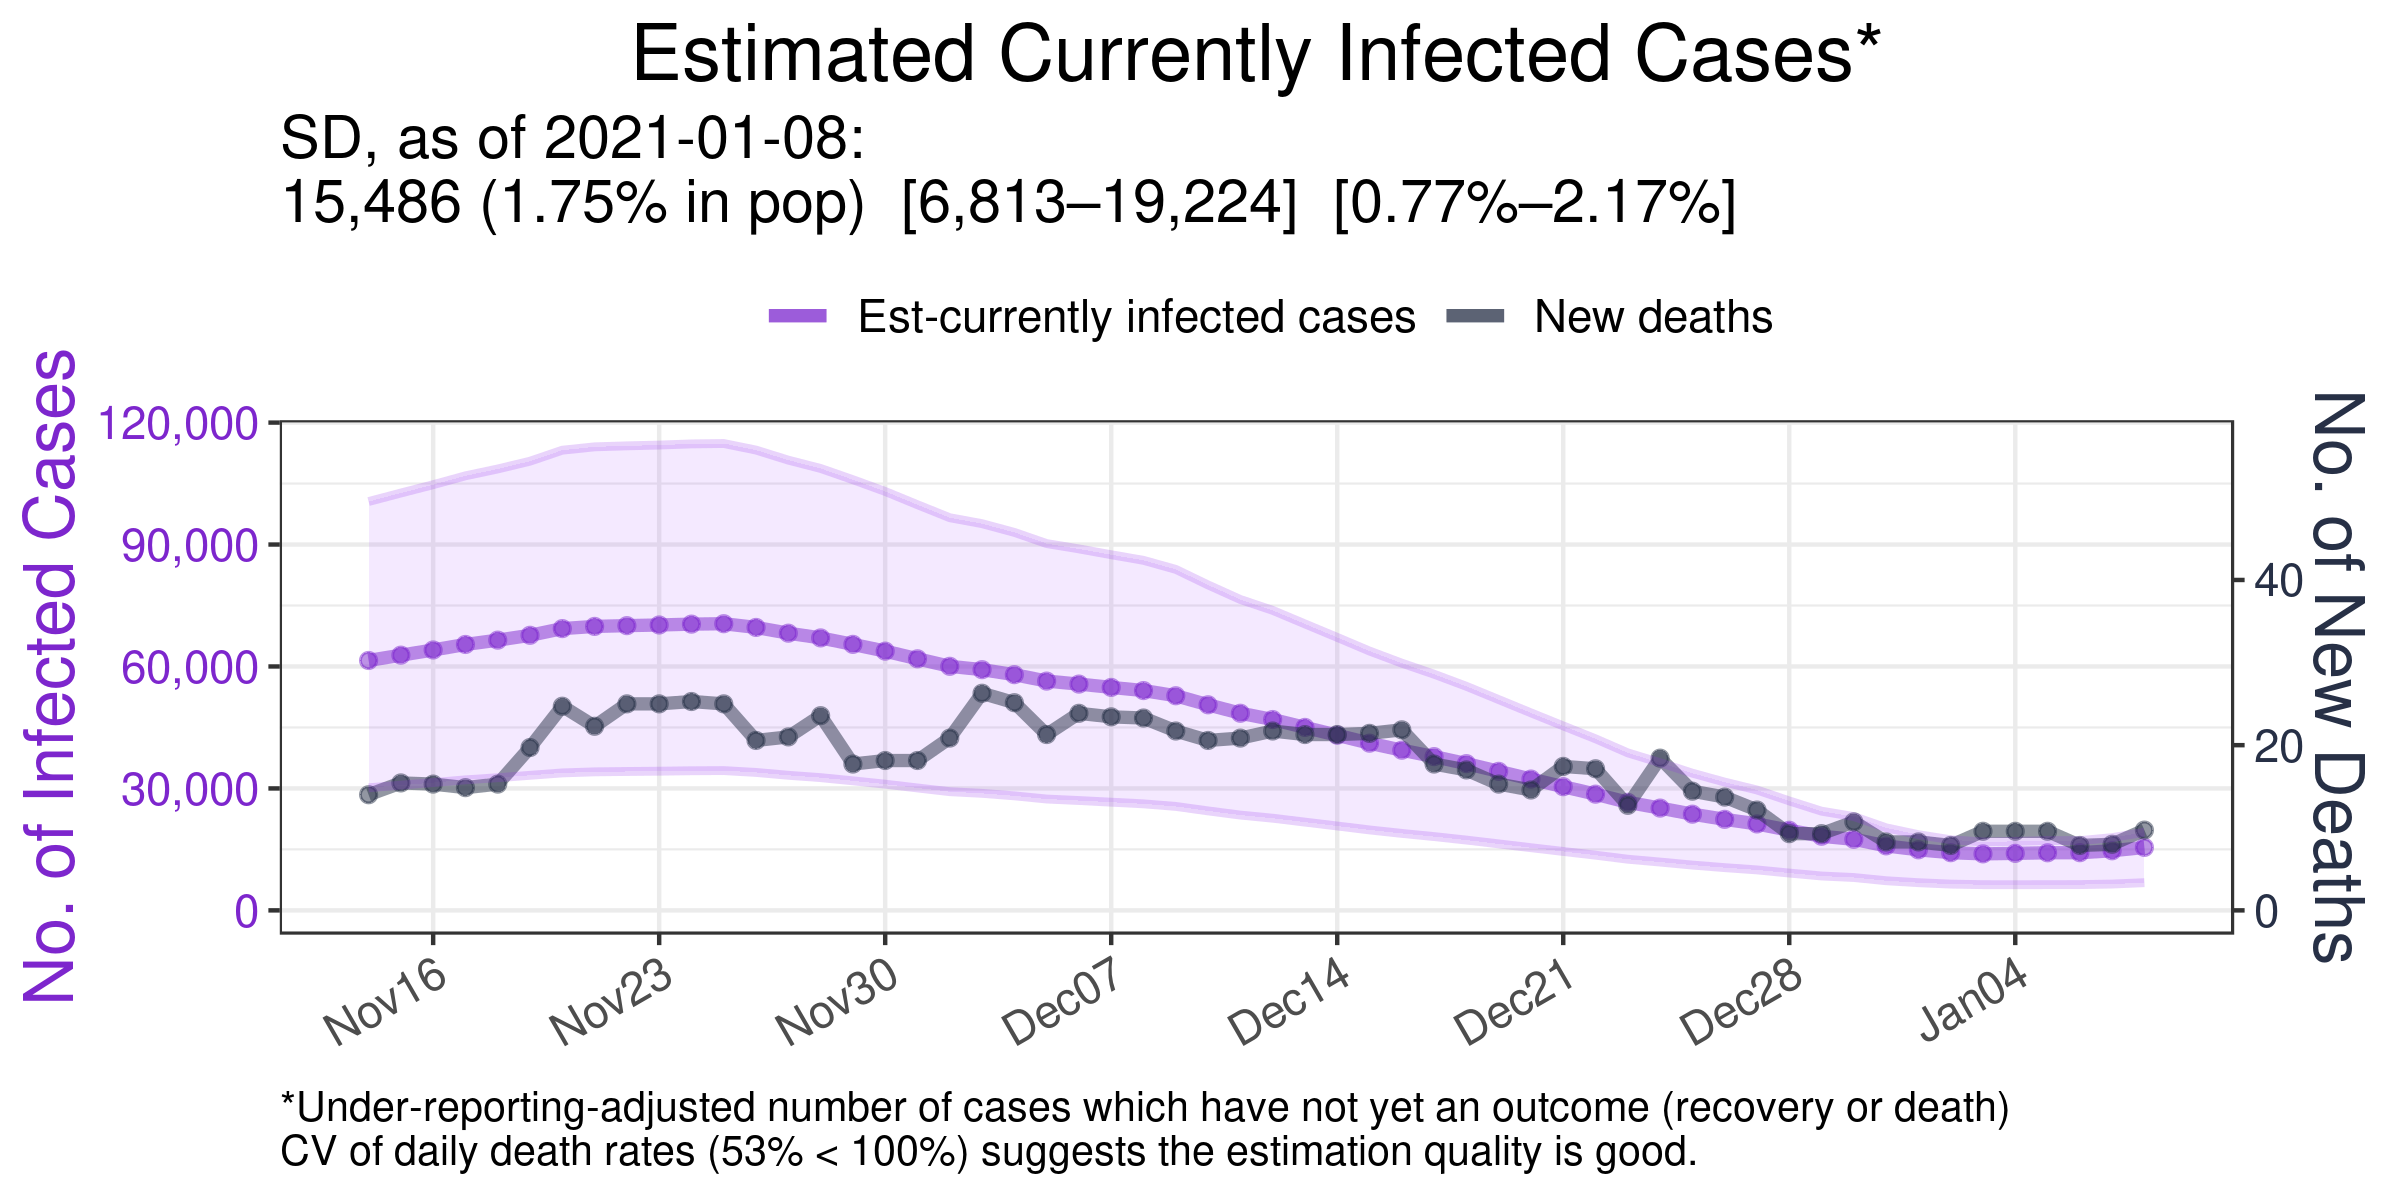 Estimated Currently Infected Cases*
SD, as of 2021-01-08:
15,486 (1.75% in pop)  [6,813–19,224]  [0.77%–2.17%]
Est-currently infected cases
New deaths
No. of Infected Cases
120,000
90,000
60,000
30,000
0
No. of New Deaths
40
20
0
Nov16
Nov23
Nov30
Dec07
Dec14
Dec21
Dec28
Jan04
*Under-reporting-adjusted number of cases which have not yet an outcome (recovery or death)
CV of daily death rates (53% < 100%) suggests the estimation quality is good.